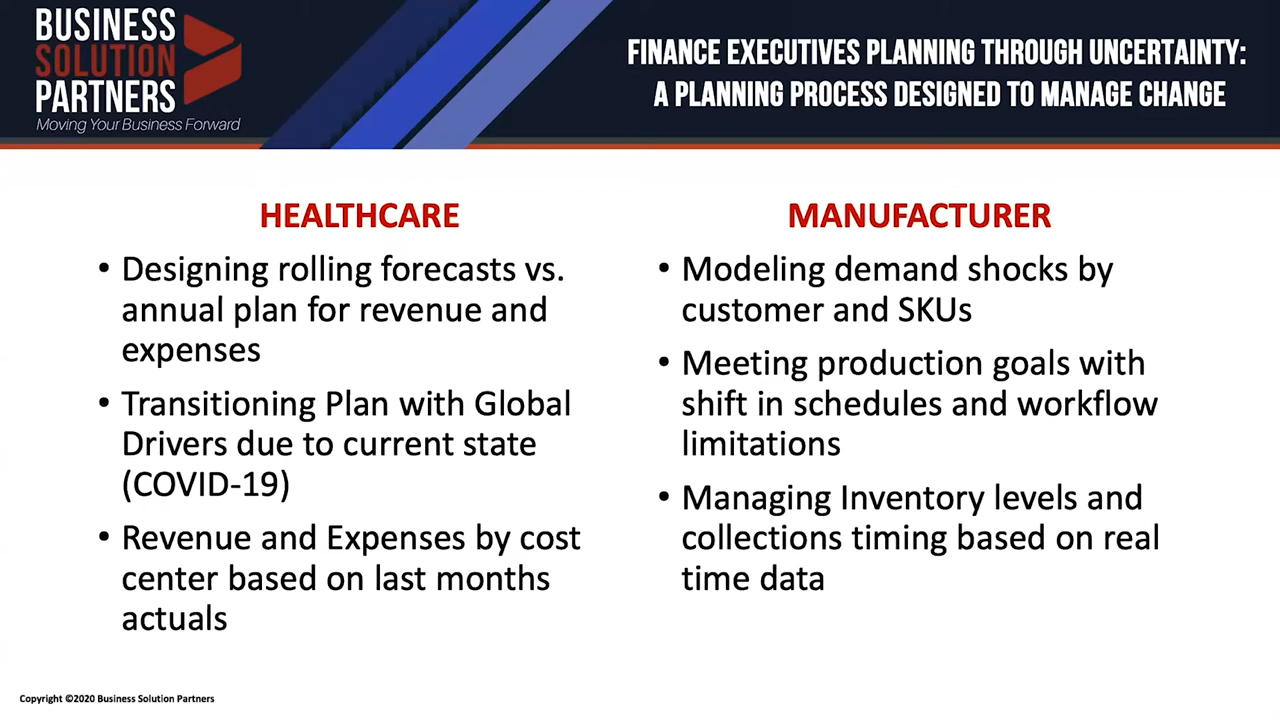 BUSINESS
SOLUTION
PARTNERS
Moving Your Business Forward
FINANCE EXECUTIVES PLANNING THROUGH UNCERTAINTY:
A PLANNING PROCESS DESIGNED TO MANAGE CHANGE
HEALTHCARE
• Designing rolling forecasts vs.
annual plan for revenue and
expenses
• Transitioning Plan with Global
Drivers due to current state
(COVID-19)
• Revenue and Expenses by cost
center based on last months
actuals
MANUFACTURER
• Modeling demand shocks by
customer and SKUs
• Meeting production goals with
shift in schedules and workflow
limitations
• Managing Inventory levels and
collections timing based on real
time data
Copyright ©2020 Business Solution Partners